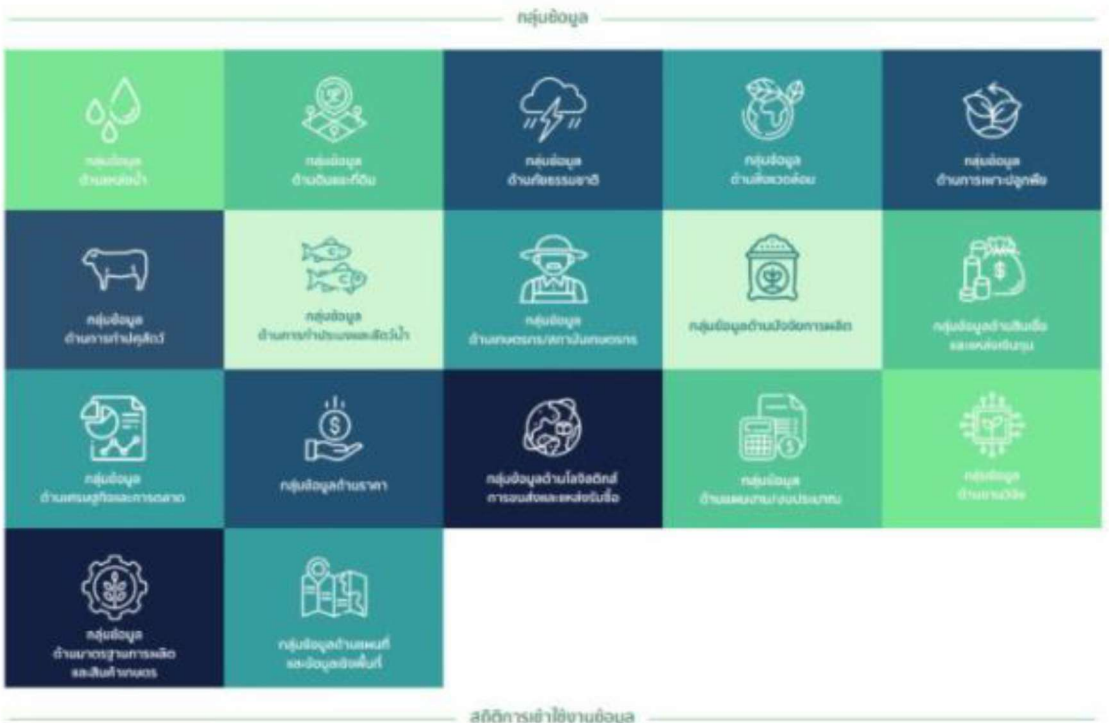 กลุ่มข้อมูล
กลุ่มข้อมูล
ด้านแหล่งน้ำ
กลุ่มข้อมูล
ด้านดินและที่ดิน
กลุ่มข้อมูล
ด้านภัยธรรมชาติ
กลุ่มข้อมูล
ด้านสิ่งแวดล้อม
กลุ่มข้อมูล
ด้านการเพาะปลูกพืช
กลุ่มข้อมูล
ด้านการทำปศุสัตว์
กลุ่มข้อมูล
ด้านการทำประมงและสัตว์น้ำ
กลุ่มข้อมูล
ด้านเกษตรกร/สถาบันเกษตรกร
กลุ่มข้อมูลด้านปัจจัยการผลิต
กลุ่มข้อมูลด้านสินเชื่อ
และแหล่งเงินทุน
กลุ่มข้อมูล
ด้านเศรษฐกิจและการตลาด
กลุ่มข้อมูลด้านราคา
กลุ่มข้อมูลด้านโลจิสติกส์
การขนส่งและแหล่งรับซื้อ
กลุ่มข้อมูล
ด้านแผนงาน/งบประมาณ
กลุ่มข้อมูล
ด้านงานวิจัย
กลุ่มข้อมูล
ด้านมาตรฐานการผลิต
และสินค้าเกษตร
กลุ่มข้อมูลด้านแผนที่
และข้อมูลเชิงพื้นที่
สถิติการเข้าใช้งานข้อมูล